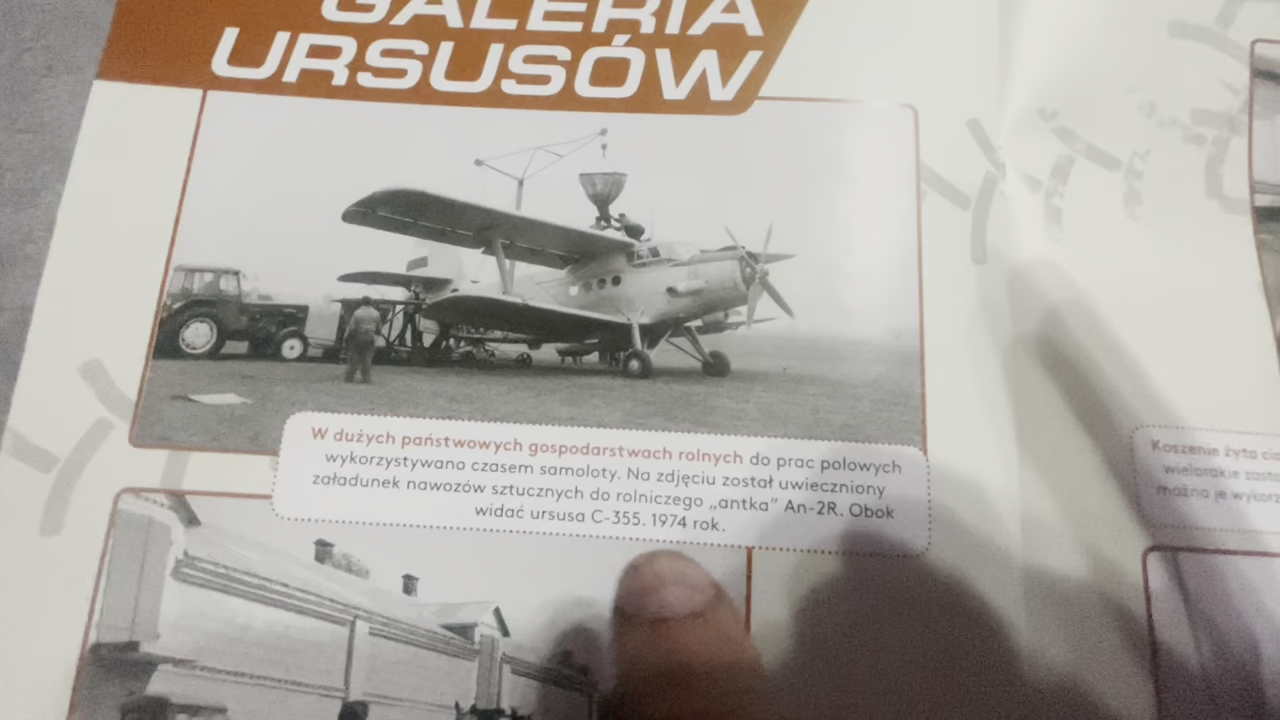 GALERIA
URSUSÓW
W dużych państwowych gospodarstwach rolnych do prac polowych
wykorzystywano czasem samoloty. Na zdjęciu został uwieczniony
załadunek nawozów sztucznych do rolniczego „antka” An-2R. Obok
widać ursusa C-355. 1974 rok.
Koszenie żyta
wielorakie
można je